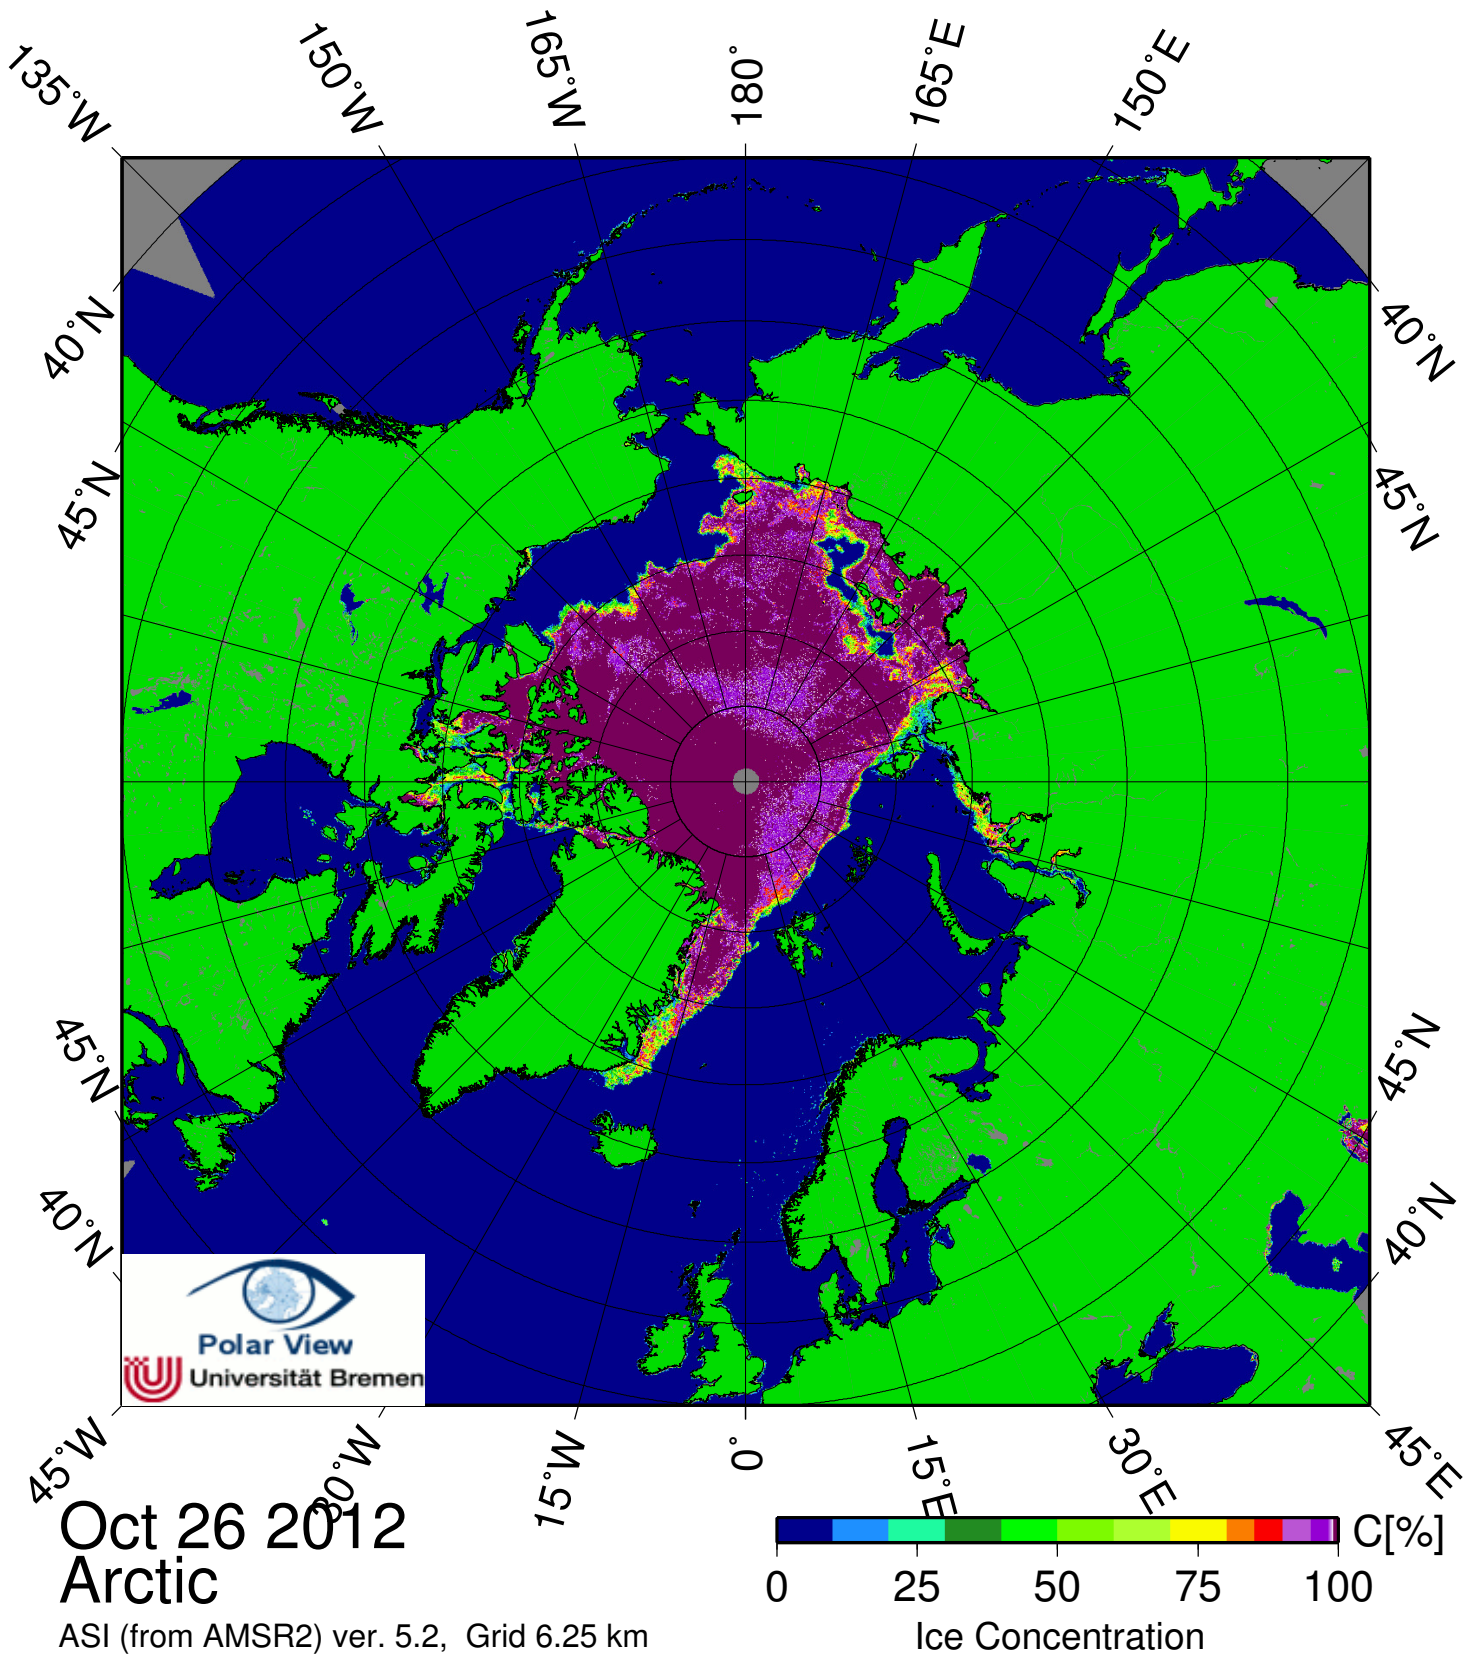 135°W
150°W
165°W
180°
165°E
150°E
40°N
40°N
45°N
45°N
45°N
45°N
40°N
40°N
Polar View
Universität Bremen
45°W
30°W
15°W
0°
15°E
30°E
45°E
Oct 26 2012
Arctic
ASI (from AMSR2) ver. 5.2, Grid 6.25 km
C[%]
0 25 50 75 100
Ice Concentration